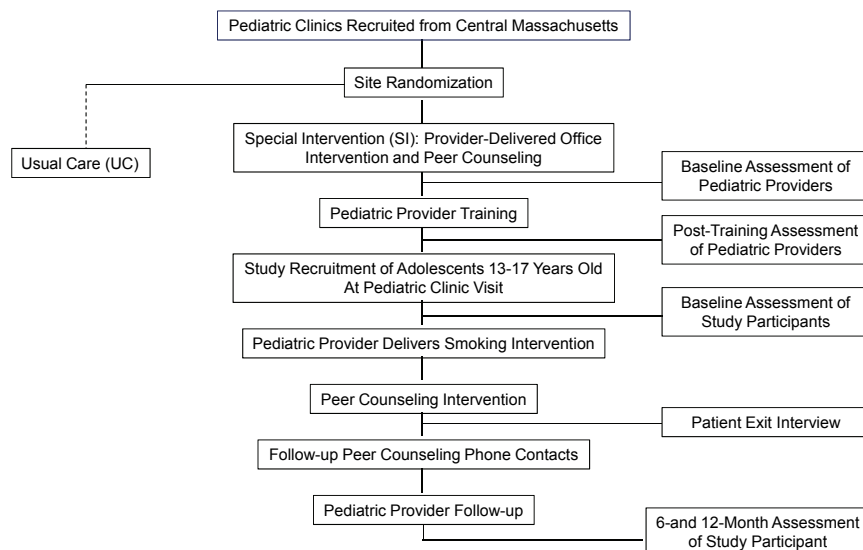 Pediatric Clinics Recruited from Central Massachusetts
Site Randomization
Special Intervention (SI): Provider-Delivered Office
Intervention and Peer Counseling
Usual Care (UC)
Baseline Assessment of
Pediatric Providers
Pediatric Provider Training
Post-Training Assessment
of Pediatric Providers
Study Recruitment of Adolescents 13-17 Years Old
At Pediatric Clinic Visit
Baseline Assessment of
Study Participants
Pediatric Provider Delivers Smoking Intervention
Peer Counseling Intervention
Patient Exit Interview
Follow-up Peer Counseling Phone Contacts
Pediatric Provider Follow-up
6-and 12-Month Assessment
of Study Participant